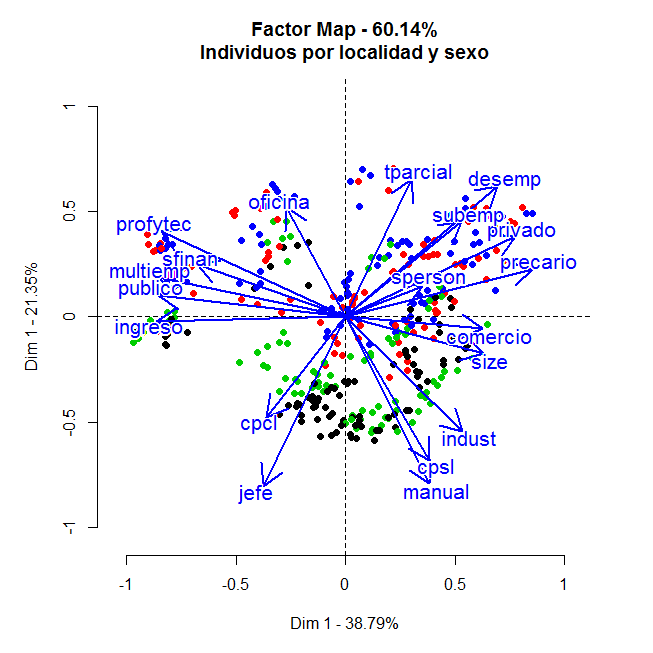 Factor Map - 60.14%
Individuos por localidad y sexo
tparcial
desemp
oficina
subemp
profytec
privado
sfinan
precario
multiemp
sperson
publico
ingreso
comercio
size
cpcl
indust
cpsl
jefe
manual
1
0.5
0
-0.5
-1
Dim 1 - 21.35%
-1
-0.5
0
0.5
1
Dim 1 - 38.79%